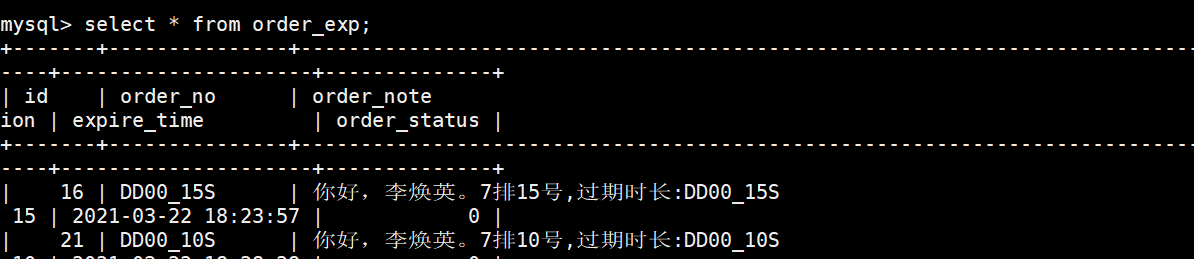 mysql> select * from order_exp;
+-------+---------------+---------------------------------------------------------------------------
----+---------------------+--------------+
| id    | order_no      | order_note
ion | expire_time         | order_status |
+-------+---------------+---------------------------------------------------------------------------
----+---------------------+--------------+
|    16 | DD00_15S      | 你好，李焕英。7排15号,过期时长:DD00_15S
 15 | 2021-03-22 18:23:57 |            0 |
|    21 | DD00_10S      | 你好，李焕英。7排10号,过期时长:DD00_10S